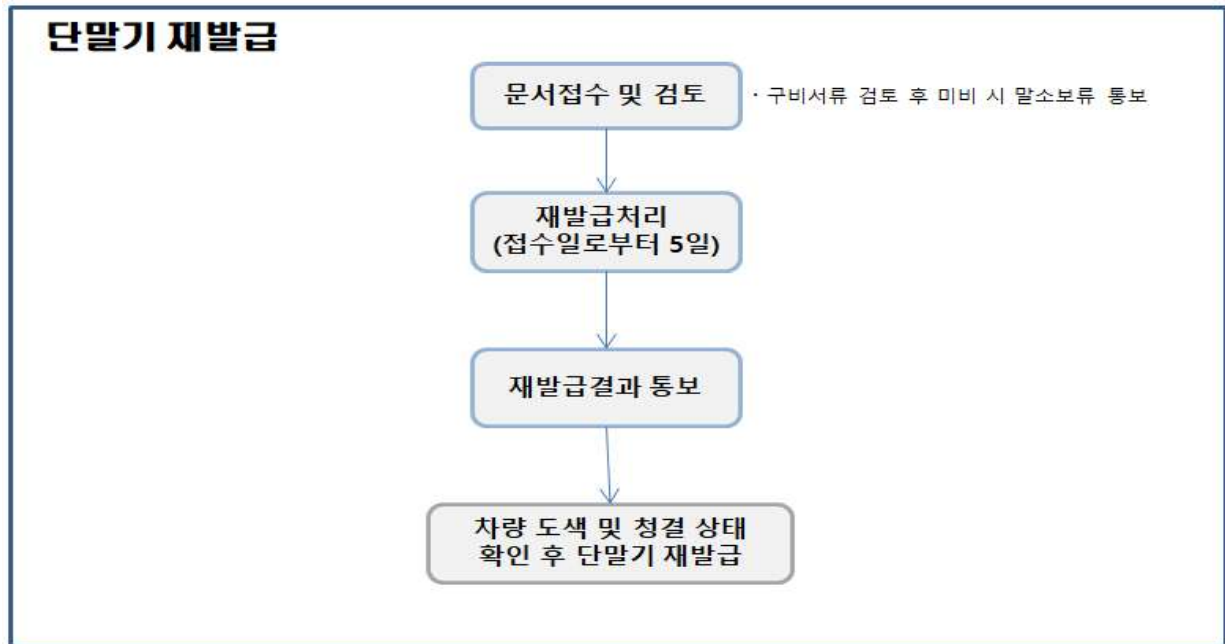 단말기 재발급
문서접수 및 검토
· 구비서류 검토 후 미비 시 말소보류 통보
재발급처리
(접수일로부터 5일)
재발급결과 통보
차량 도색 및 청결 상태
확인 후 단말기 재발급